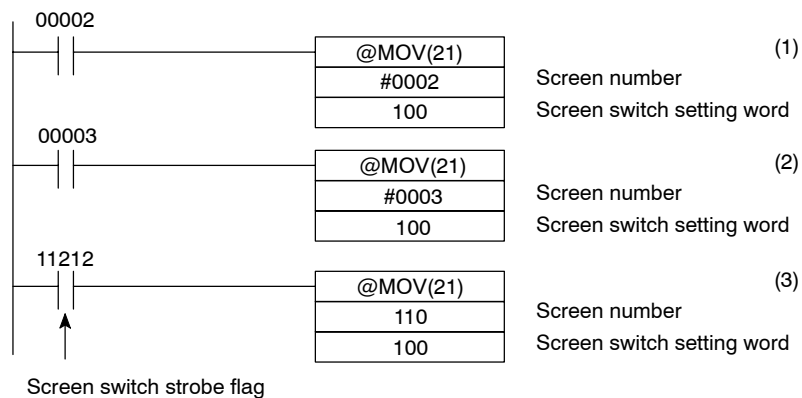 00002
@MOV(21) (1)
#0002 Screen number
100 Screen switch setting word
00003
@MOV(21) (2)
#0003 Screen number
100 Screen switch setting word
11212
@MOV(21) (3)
110 Screen number
100 Screen switch setting word
Screen switch strobe flag